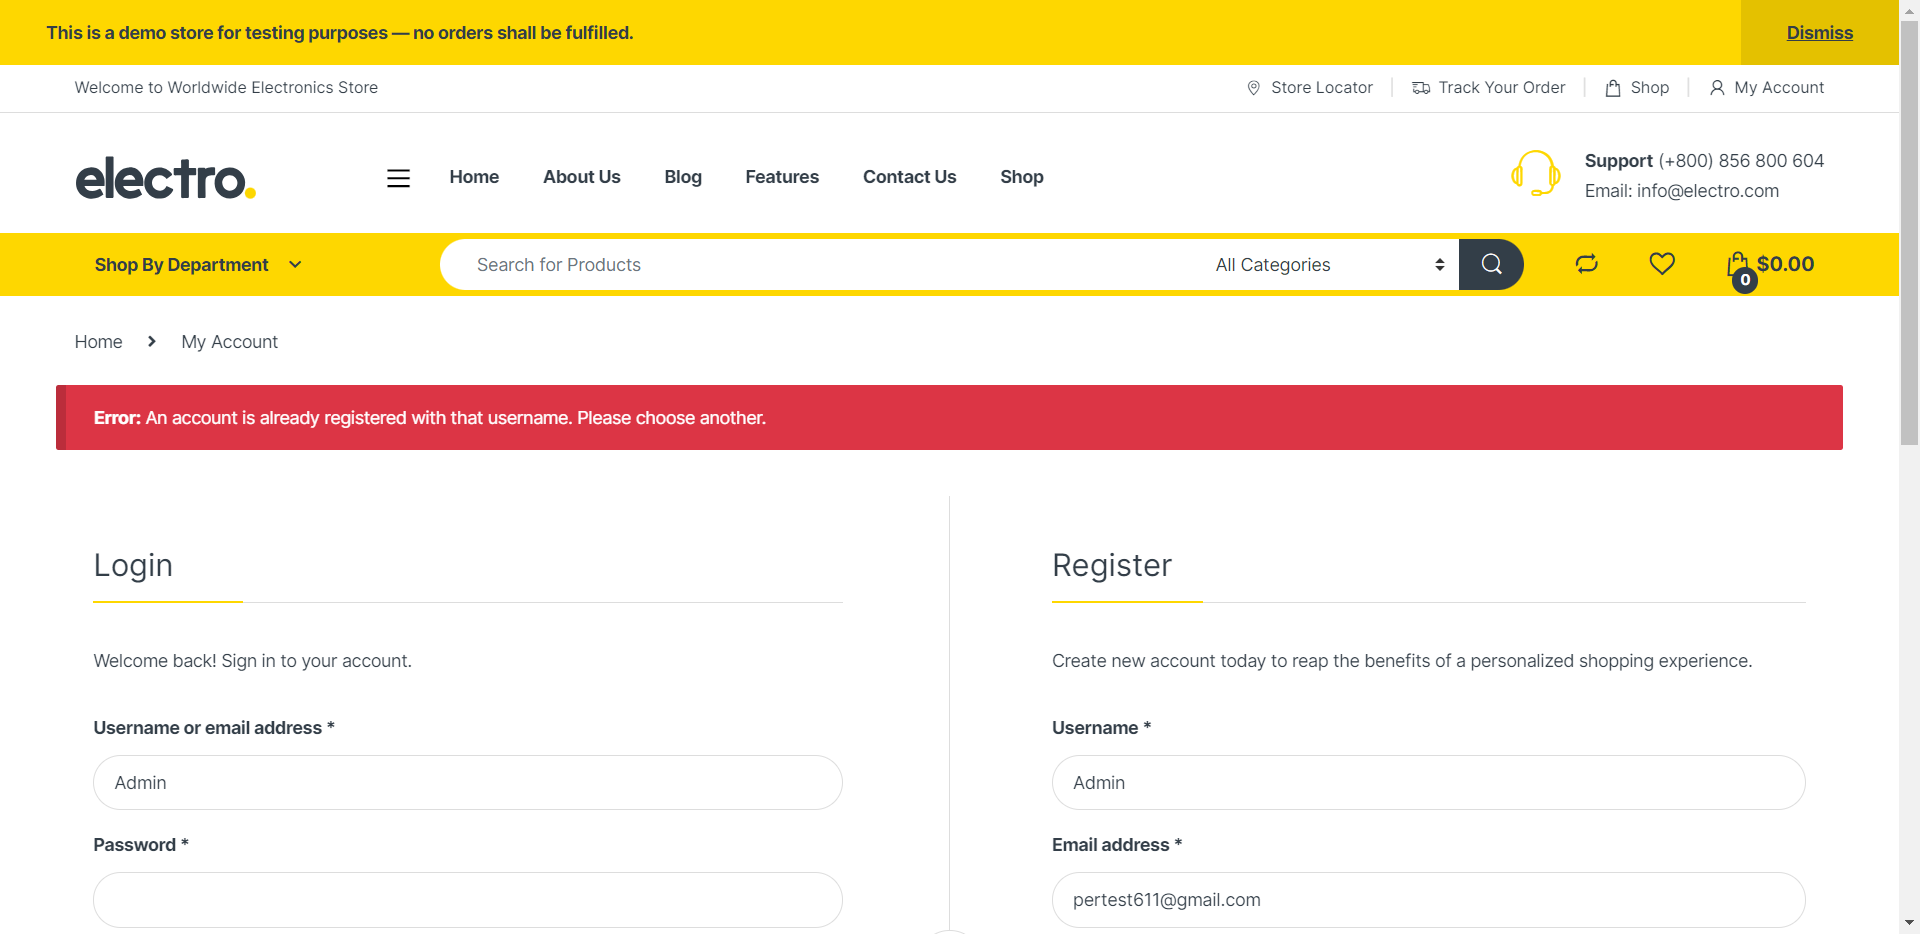 This is a demo store for testing purposes — no orders shall be fulfilled.
Dismiss
Welcome to Worldwide Electronics Store
Store Locator
Track Your Order
Shop
My Account
electro.
Home
About Us
Blog
Features
Contact Us
Shop
Support (+800) 856 800 604
Email: info@electro.com
Shop By Department
Search for Products
All Categories
0
$0.00
Home
My Account
Error: An account is already registered with that username. Please choose another.
Login
Welcome back! Sign in to your account.
Username or email address *
Admin
Password *
Register
Create new account today to reap the benefits of a personalized shopping experience.
Username *
Admin
Email address *
pertest611@gmail.com